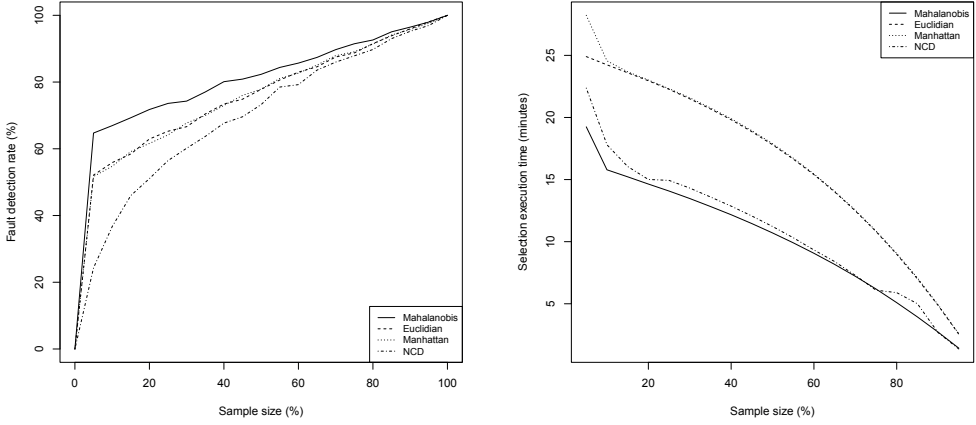 Fault detection rate (%)
100
80
60
40
20
0
0 20 40 60 80 100
Sample size (%)
Mahalanobis
Euclidian
Manhattan
NCD
Selection execution time (minutes)
25
20
15
10
5
20 40 60 80
Sample size (%)
Mahalanobis
Euclidian
Manhattan
NCD